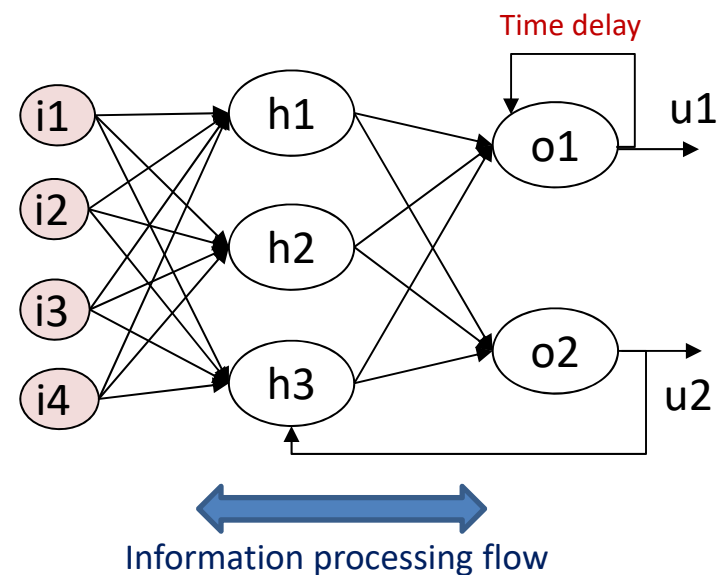 Time delay
i1
h1
o1
u1
i2
h2
i3
h3
o2
i4
u2
Information processing flow